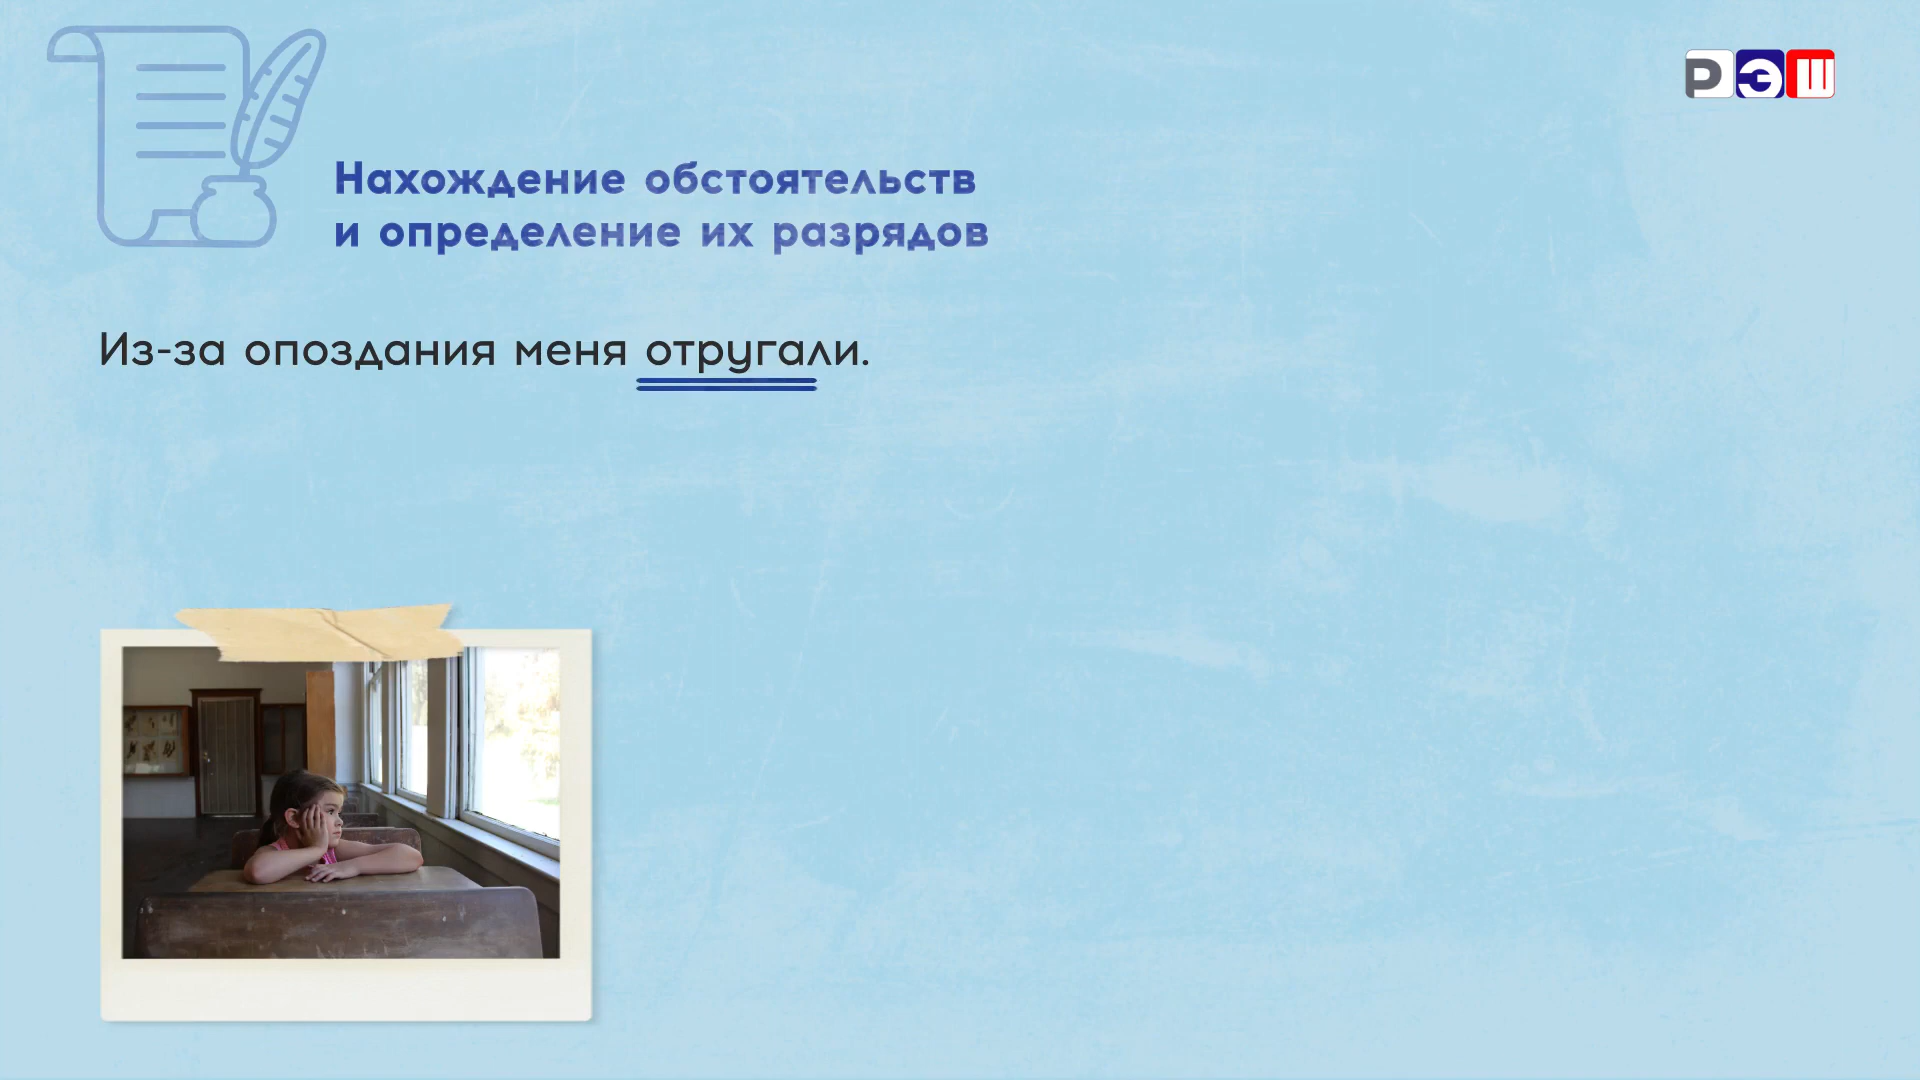 РЭШ
Нахождение обстоятельств
и определение их разрядов
Из-за опоздания меня отругали.